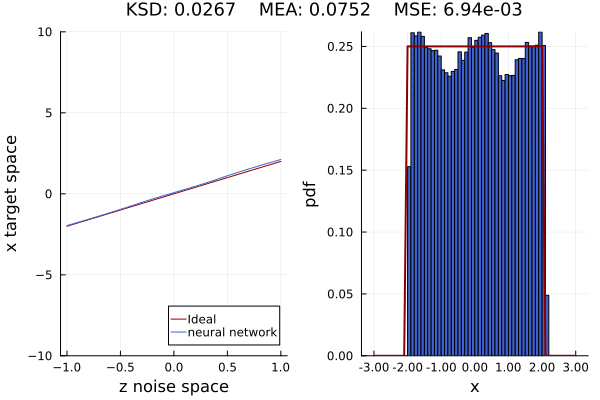 KSD: 0.0267 MEA: 0.0752 MSE: 6.94e-03
x target space
10
5
0
−5
−10
−1.0 −0.5 0.0 0.5 1.0
z noise space
Ideal
neural network
pdf
0.25
0.20
0.15
0.10
0.05
0.00
-3.00 -2.00 -1.00 0.00 1.00 2.00 3.00
x